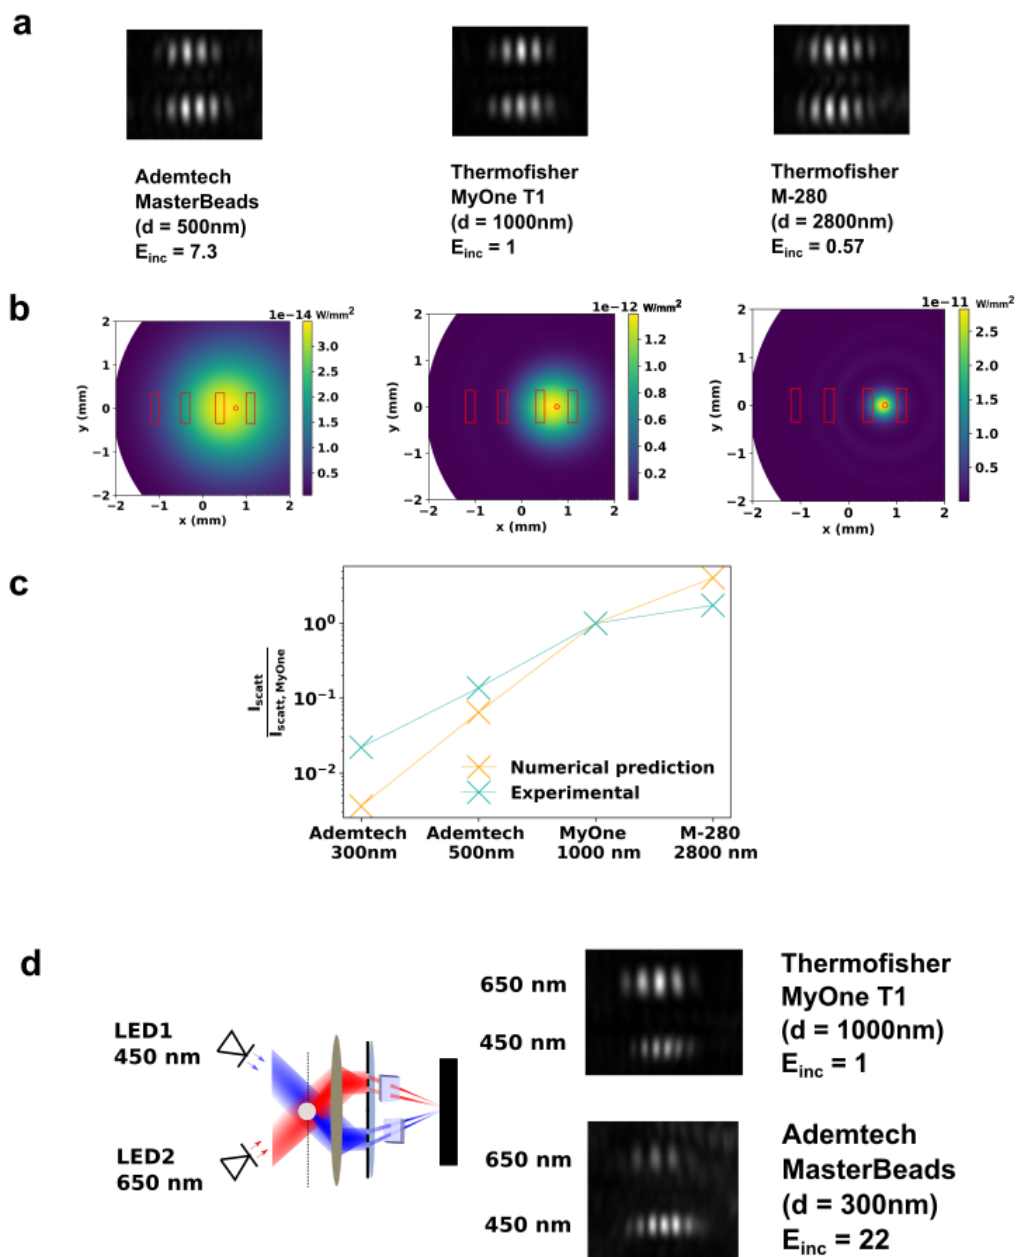 a
Ademtech
MasterBeads
(d = 500nm)
E_inc = 7.3
Thermofisher
MyOne T1
(d = 1000nm)
E_inc = 1
Thermofisher
M-280
(d = 2800nm)
E_inc = 0.57
b
1e−14 W/mm²
2
1
0
−1
−2
y (mm)
−2 −1 0 1 2
x (mm)
3.0
2.5
2.0
1.5
1.0
0.5
1e−12 W/mm²
2
1
0
−1
−2
y (mm)
−2 −1 0 1 2
x (mm)
1.2
1.0
0.8
0.6
0.4
0.2
1e−11 W/mm²
2
1
0
−1
−2
y (mm)
−2 −1 0 1 2
x (mm)
2.5
2.0
1.5
1.0
0.5
c
I_scatt
I_scatt, MyOne
10⁰
10⁻¹
10⁻²
Numerical prediction
Experimental
Ademtech
300nm
Ademtech
500nm
MyOne
1000 nm
M-280
2800 nm
d
LED1
450 nm
LED2
650 nm
650 nm
450 nm
Thermofisher
MyOne T1
(d = 1000nm)
E_inc = 1
650 nm
450 nm
Ademtech
MasterBeads
(d = 300nm)
E_inc = 22